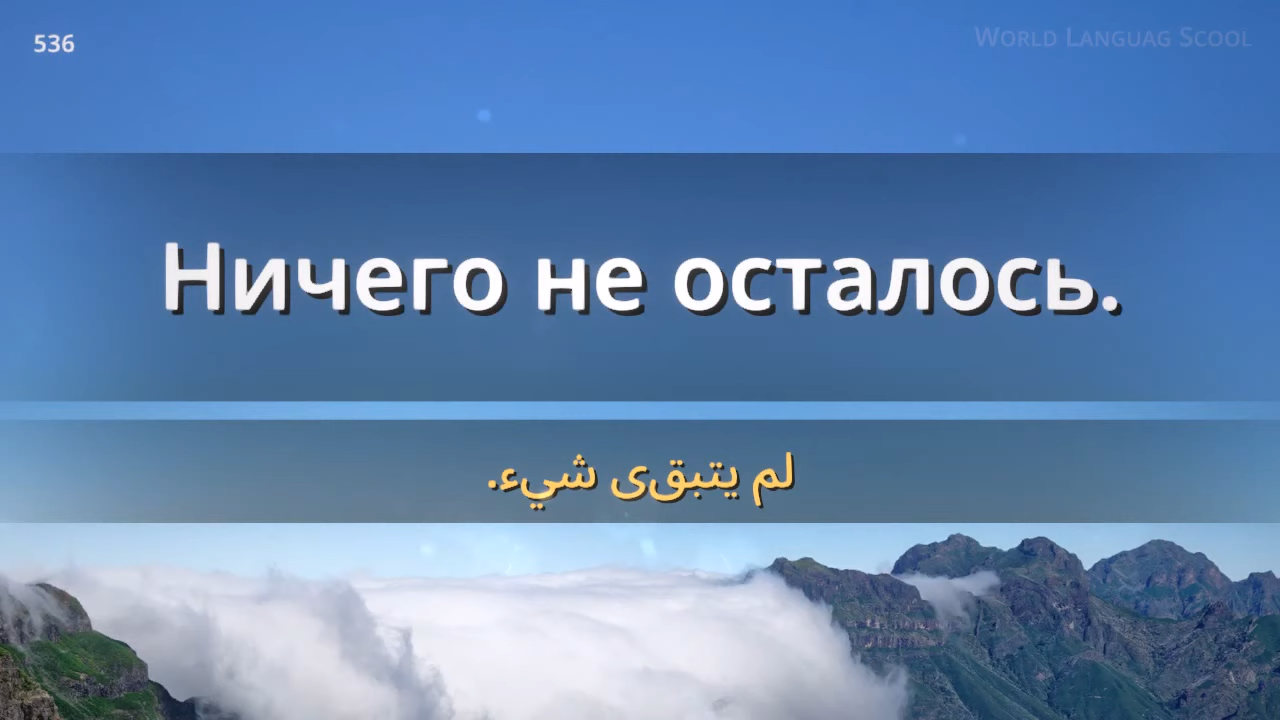 536
World Languag Scool
Ничего не осталось.
لم يتبقى شيء.